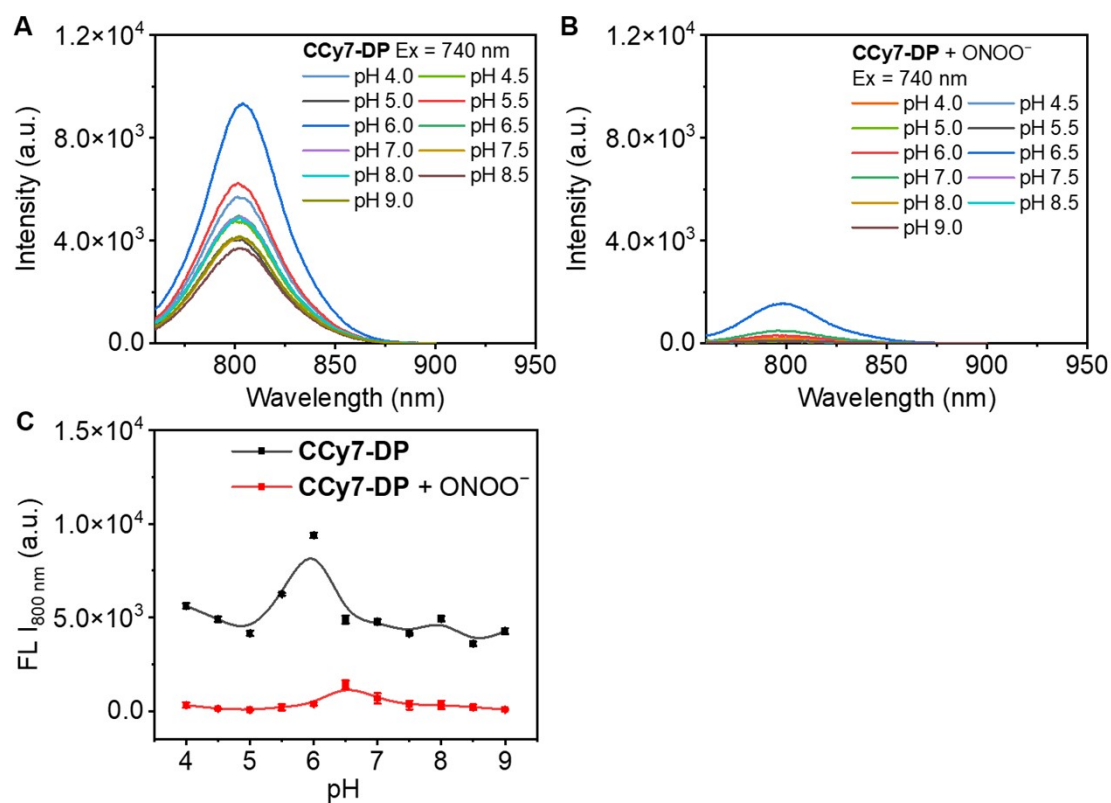 A
1.2×10⁴
8.0×10³
4.0×10³
0.0
Intensity (a.u.)
CCy7-DP Ex = 740 nm
pH 4.0 pH 4.5
pH 5.0 pH 5.5
pH 6.0 pH 6.5
pH 7.0 pH 7.5
pH 8.0 pH 8.5
pH 9.0
800 850 900 950
Wavelength (nm)
B
1.2×10⁴
8.0×10³
4.0×10³
0.0
Intensity (a.u.)
CCy7-DP + ONOO⁻
Ex = 740 nm
pH 4.0 pH 4.5
pH 5.0 pH 5.5
pH 6.0 pH 6.5
pH 7.0 pH 7.5
pH 8.0 pH 8.5
pH 9.0
800 850 900 950
Wavelength (nm)
C
1.5×10⁴
1.0×10⁴
5.0×10³
0.0
FL I800 nm (a.u.)
CCy7-DP
CCy7-DP + ONOO⁻
4 5 6 7 8 9
pH